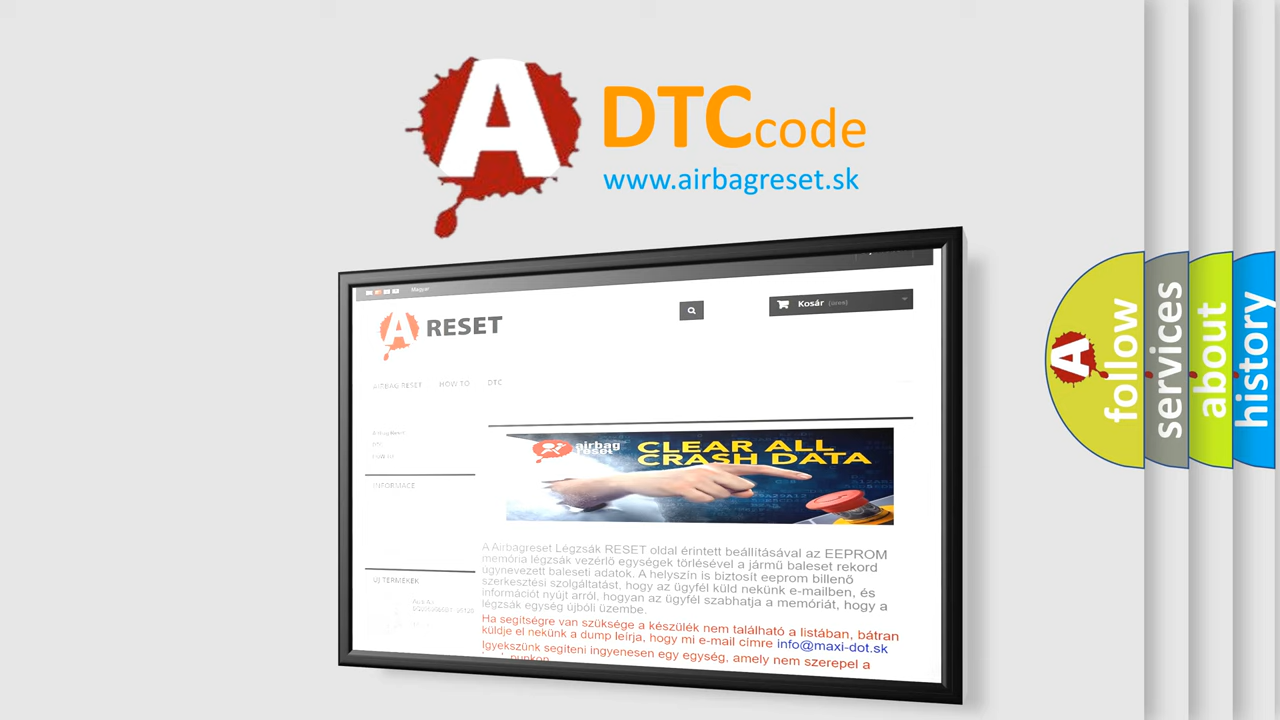 A
DTCcode
www.airbagreset.sk
Magyar
A RESET
Kosár (üres)
AIRBAG RESET HOW TO DTC
DTC
INFORMACE
airbag
reset
CLEAR ALL
CRASH DATA
A Airbagreset Légzsák RESET oldal érintett beállításával az EEPROM
memória légzsák vezérlő egységek törlésével a jármű baleset rekord
úgynevezett baleseti adatok. A helyszín is biztosít eeprom billenő
szerkesztési szolgáltatást, hogy az ügyfél küld nekünk e-mailben, és
információt nyújt arról, hogyan az ügyfél szabhatja a memóriát, hogy a
légzsák egység újbóli üzembe.
Ha segítségre van szüksége a készülék nem található a listában, bátran
küldje el nekünk a dump leírja, hogy mi e-mail címre info@maxi-dot.sk
Igyekszünk segíteni ingyenesen egy egység, amely nem szerepel a
ÚJ TERMÉKEK
A
follow
services
about
history